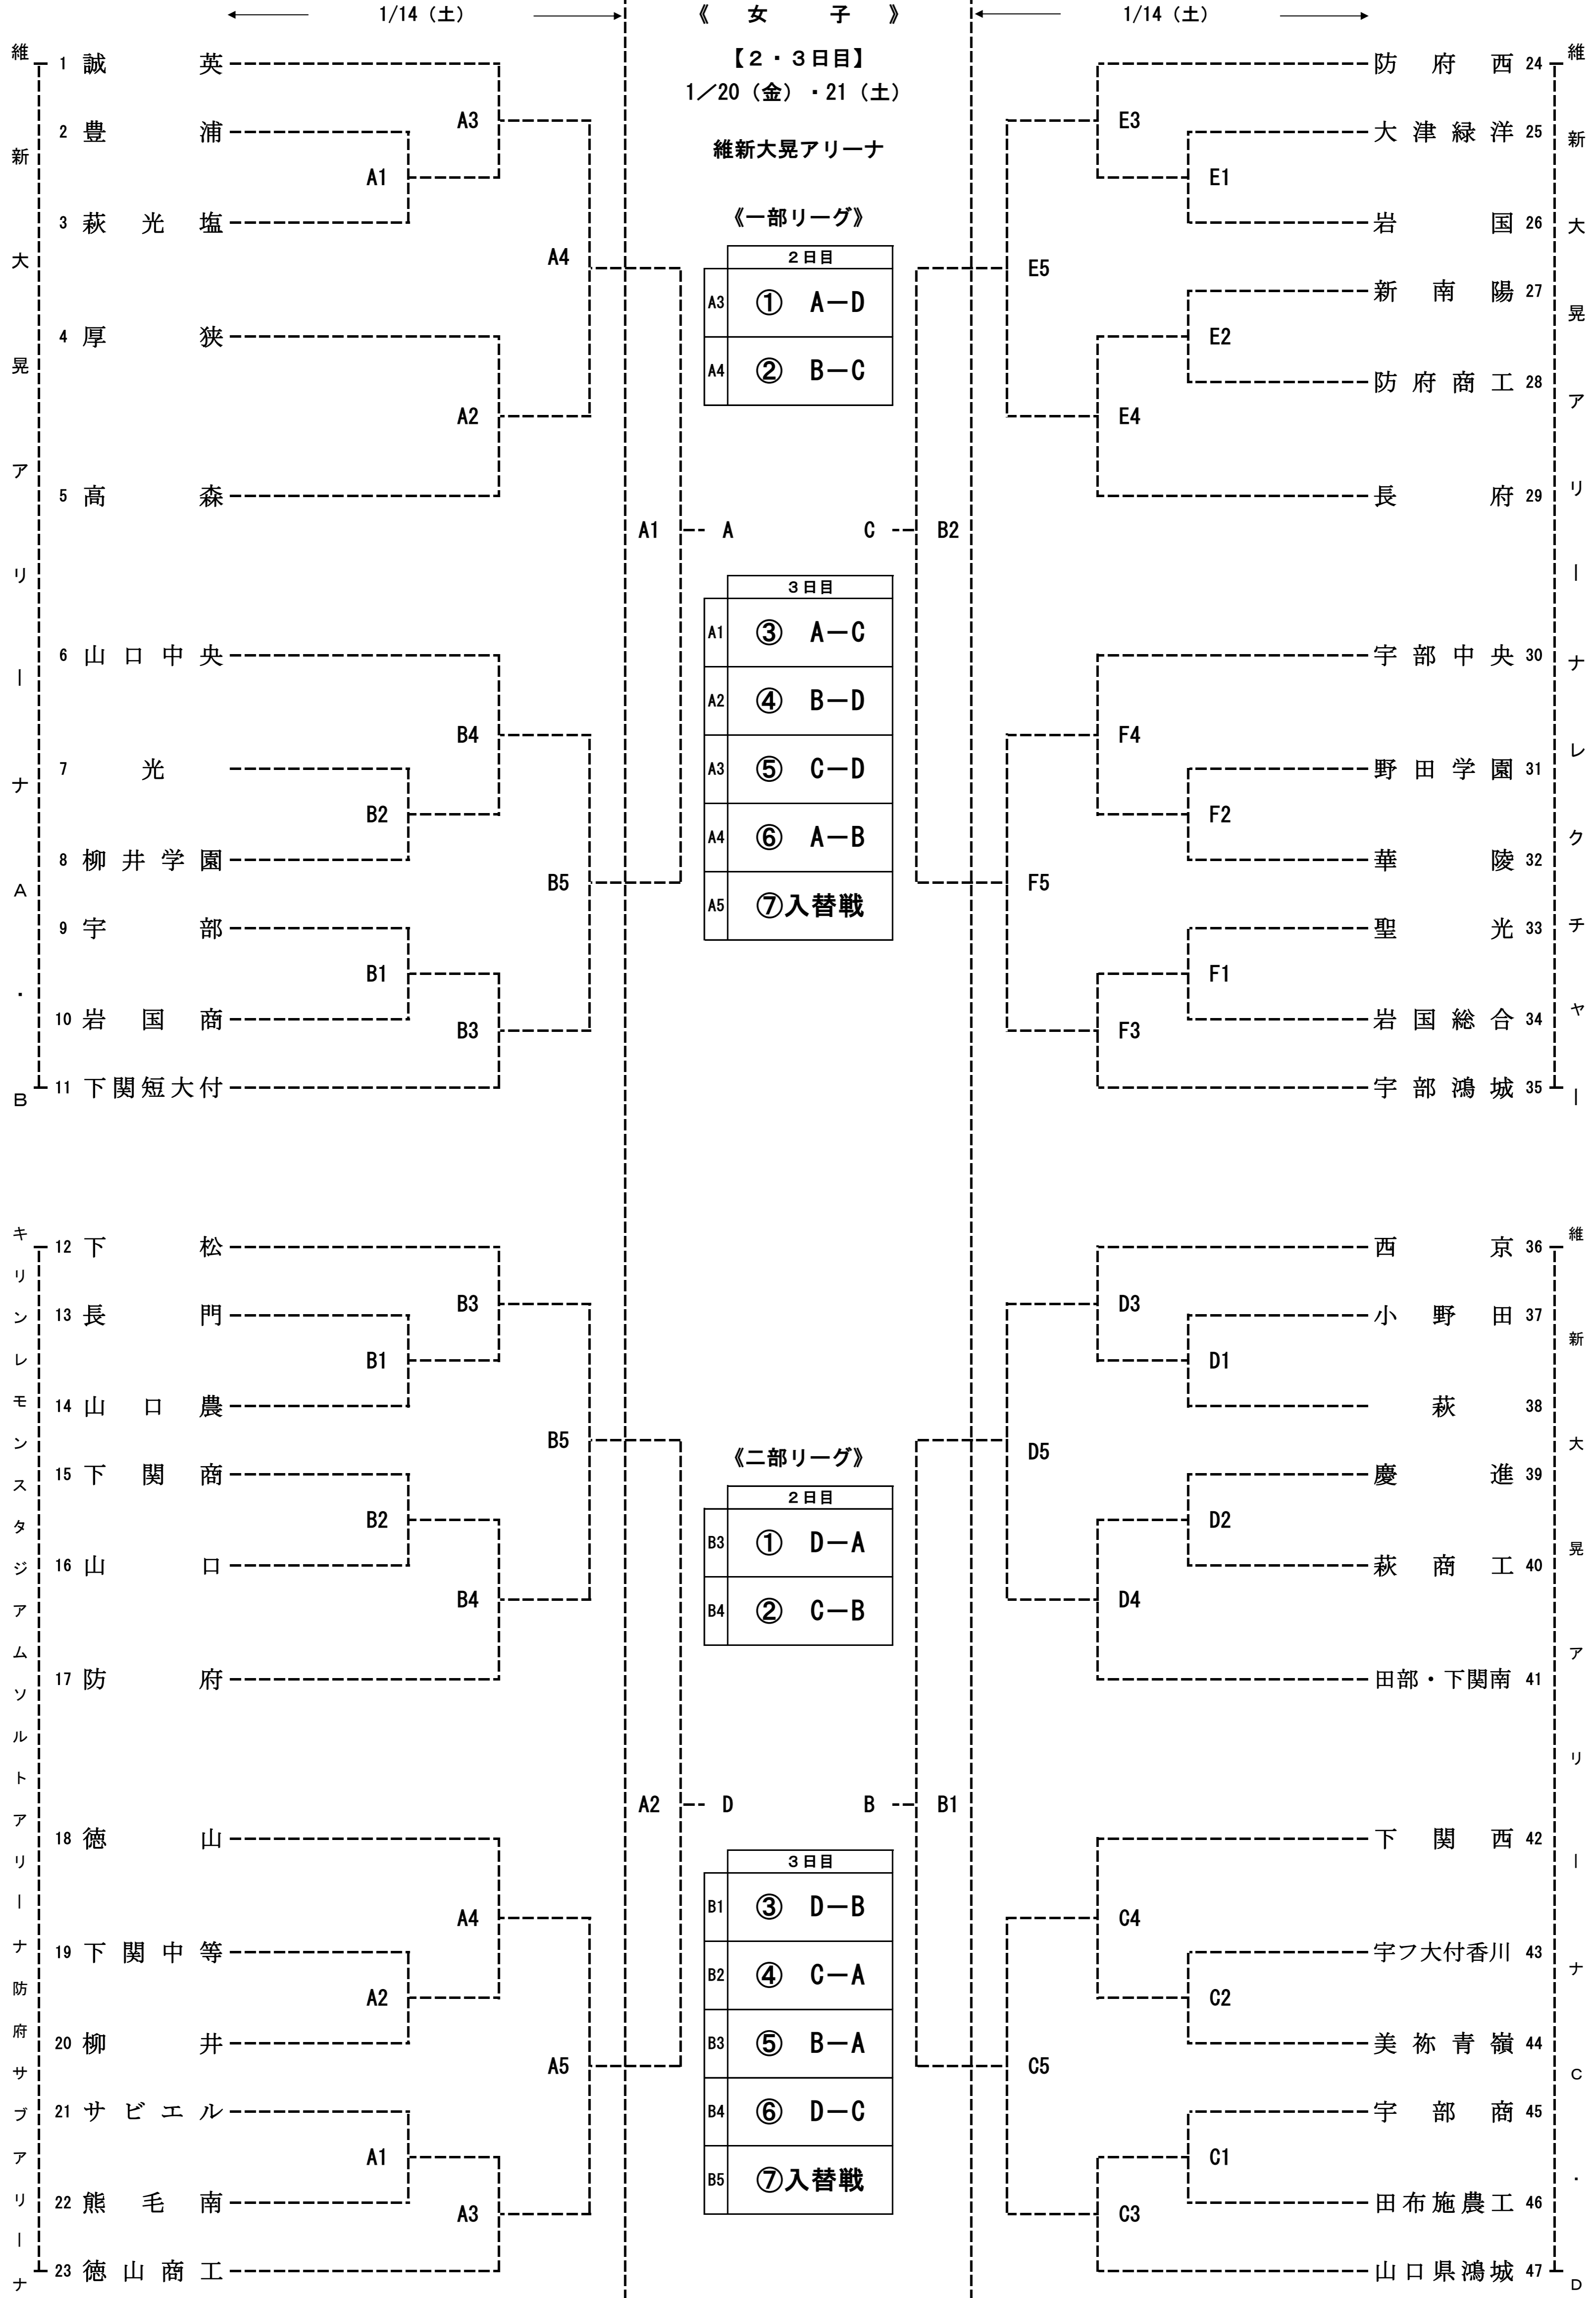 1/14（土）
《　女　子　》
1/14（土）
【２・３日目】
1／20（金）・21（土）
維新大晃アリーナ
維新大晃アリーナ　Ａ・Ｂ
1 誠英
2 豊浦
3 萩光塩
4 厚狭
5 高森
6 山口中央
7 光
8 柳井学園
9 宇部
10 岩国商
11 下関短大付
A3
A1
A4
A2
B4
B2
B5
B1
B3
A1
A
キリンレモンスタジアムソルトアリーナ防府サブアリーナ
12 下松
13 長門
14 山口農
15 下関商
16 山口
17 防府
18 徳山
19 下関中等
20 柳井
21 サビエル
22 熊毛南
23 徳山商工
B3
B1
B5
B2
B4
A4
A2
A5
A1
A3
A2
D
《一部リーグ》
２日目
A3 ① A－D
A4 ② B－C
３日目
A1 ③ A－C
A2 ④ B－D
A3 ⑤ C－D
A4 ⑥ A－B
A5 ⑦入替戦
《二部リーグ》
２日目
B3 ① D－A
B4 ② C－B
３日目
B1 ③ D－B
B2 ④ C－A
B3 ⑤ B－A
B4 ⑥ D－C
B5 ⑦入替戦
C
B2
E3
E1
E5
E2
E4
F4
F2
F5
F1
F3
防府西 24
大津緑洋 25
岩国 26
新南陽 27
防府商工 28
長府 29
宇部中央 30
野田学園 31
華陵 32
聖光 33
岩国総合 34
宇部鴻城 35
維新大晃アリーナレクチャー
B
B1
D3
D1
D5
D2
D4
C4
C2
C5
C1
C3
西京 36
小野田 37
萩 38
慶進 39
萩商工 40
田部・下関南 41
下関西 42
宇フ大付香川 43
美祢青嶺 44
宇部商 45
田布施農工 46
山口県鴻城 47
維新大晃アリーナ　Ｃ・Ｄ